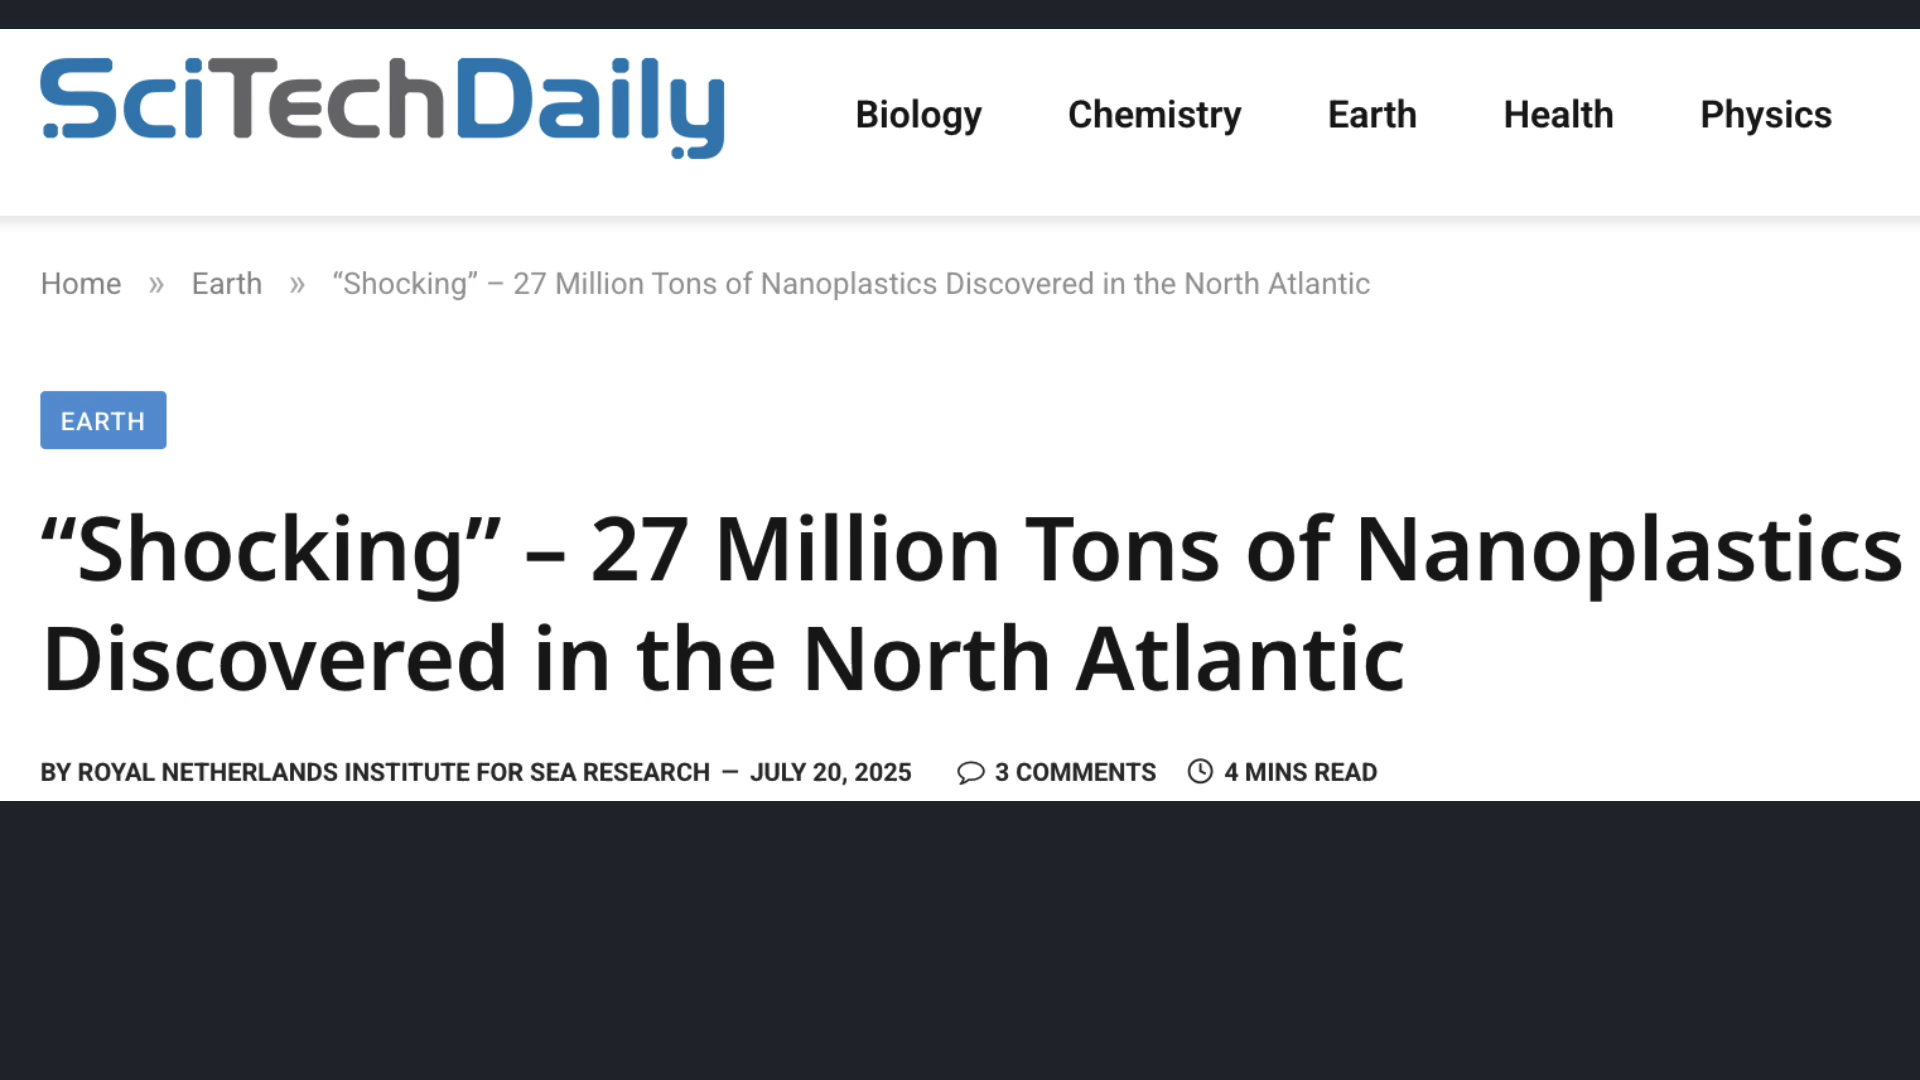 SciTechDaily
Biology Chemistry Earth Health Physics
Home » Earth » “Shocking” – 27 Million Tons of Nanoplastics Discovered in the North Atlantic
EARTH
“Shocking” – 27 Million Tons of Nanoplastics
Discovered in the North Atlantic
BY ROYAL NETHERLANDS INSTITUTE FOR SEA RESEARCH — JULY 20, 2025 3 COMMENTS 4 MINS READ